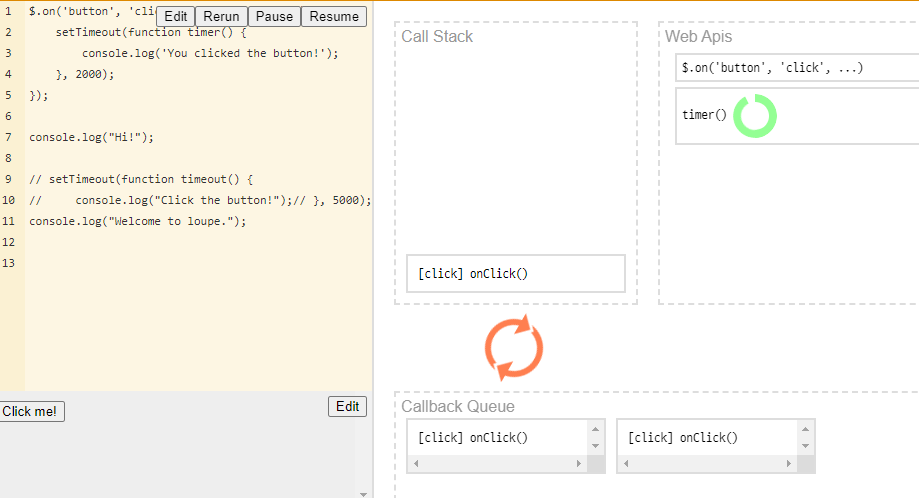 1 $.on('button', 'cli
Edit Rerun Pause Resume
2 setTimeout(function timer() {
3 console.log('You clicked the button!');
4 }, 2000);
5 });
6
7 console.log("Hi!");
8
9 // setTimeout(function timeout() {
10 // console.log("Click the button!");// }, 5000);
11 console.log("Welcome to loupe.");
12
13
Click me!
Edit
Call Stack
[click] onClick()
Web Apis
$.on('button', 'click', ...)
timer()
Callback Queue
[click] onClick() [click] onClick()